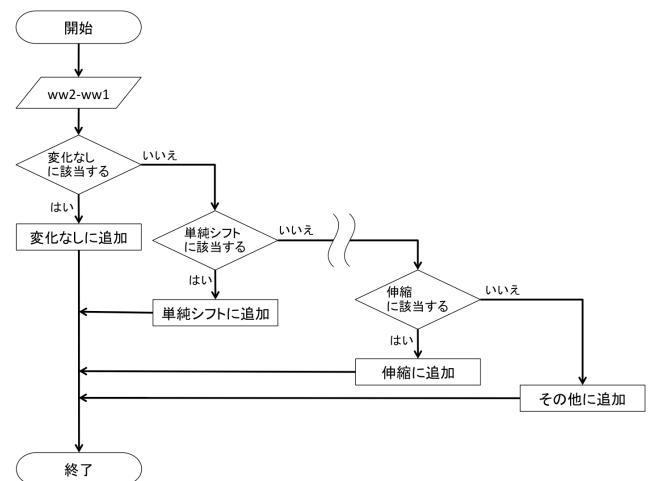 開始
ww2-ww1
変化なし
に該当する
いいえ
はい
変化なしに追加
単純シフト
に該当する
いいえ
はい
単純シフトに追加
伸縮
に該当する
いいえ
はい
伸縮に追加
その他に追加
終了